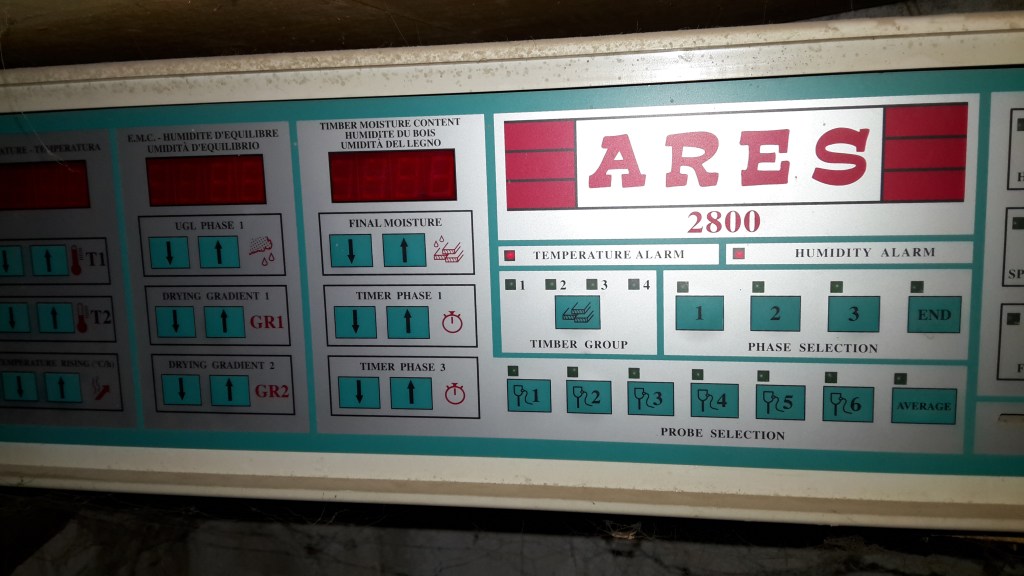 ATURE - TEMPERATURA
T1
T2
TEMPERATURE RISING
E.M.C. - HUMIDITE D'EQUILIBRE
UMIDITÀ D'EQUILIBRIO
UGL PHASE 1
DRYING GRADIENT 1
GR1
DRYING GRADIENT 2
GR2
TIMBER MOISTURE CONTENT
HUMIDITE DU BOIS
UMIDITÀ DEL LEGNO
FINAL MOISTURE
TIMER PHASE 1
TIMER PHASE 3
ARES
2800
TEMPERATURE ALARM
HUMIDITY ALARM
1 2 3 4
TIMBER GROUP
1 2 3 END
PHASE SELECTION
1 2 3 4 5 6 AVERAGE
PROBE SELECTION
H
SP
F